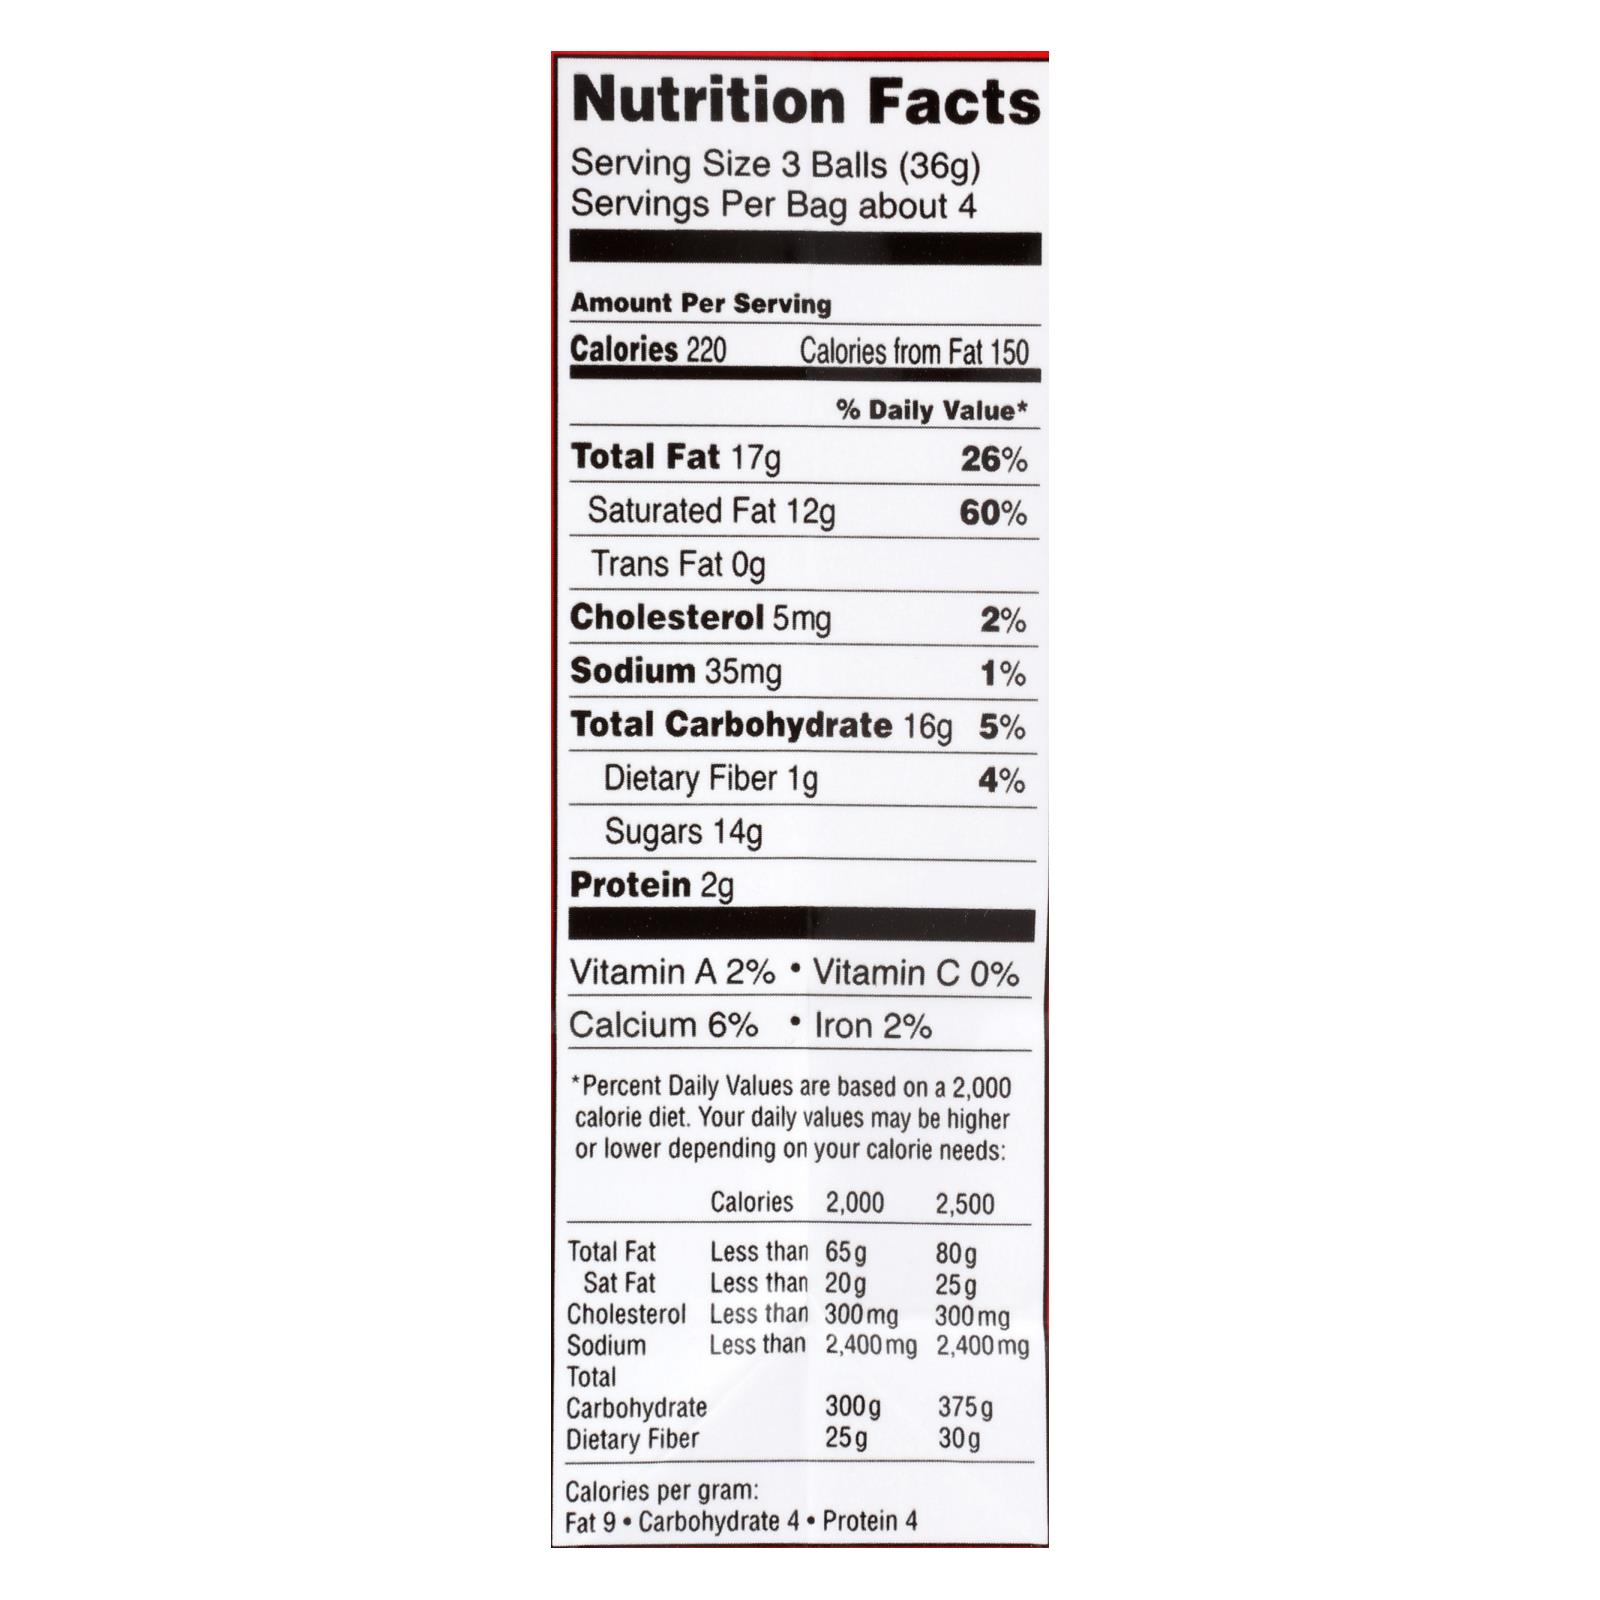 Nutrition Facts
Serving Size 3 Balls (36g)
Servings Per Bag about 4
Amount Per Serving
Calories 220 Calories from Fat 150
% Daily Value*
Total Fat 17g 26%
Saturated Fat 12g 60%
Trans Fat 0g
Cholesterol 5mg 2%
Sodium 35mg 1%
Total Carbohydrate 16g 5%
Dietary Fiber 1g 4%
Sugars 14g
Protein 2g
Vitamin A 2% • Vitamin C 0%
Calcium 6% • Iron 2%
*Percent Daily Values are based on a 2,000
calorie diet. Your daily values may be higher
or lower depending on your calorie needs:
Calories 2,000 2,500
Total Fat Less than 65g 80g
Sat Fat Less than 20g 25g
Cholesterol Less than 300mg 300mg
Sodium Less than 2,400mg 2,400mg
Total
Carbohydrate 300g 375g
Dietary Fiber 25g 30g
Calories per gram:
Fat 9 • Carbohydrate 4 • Protein 4